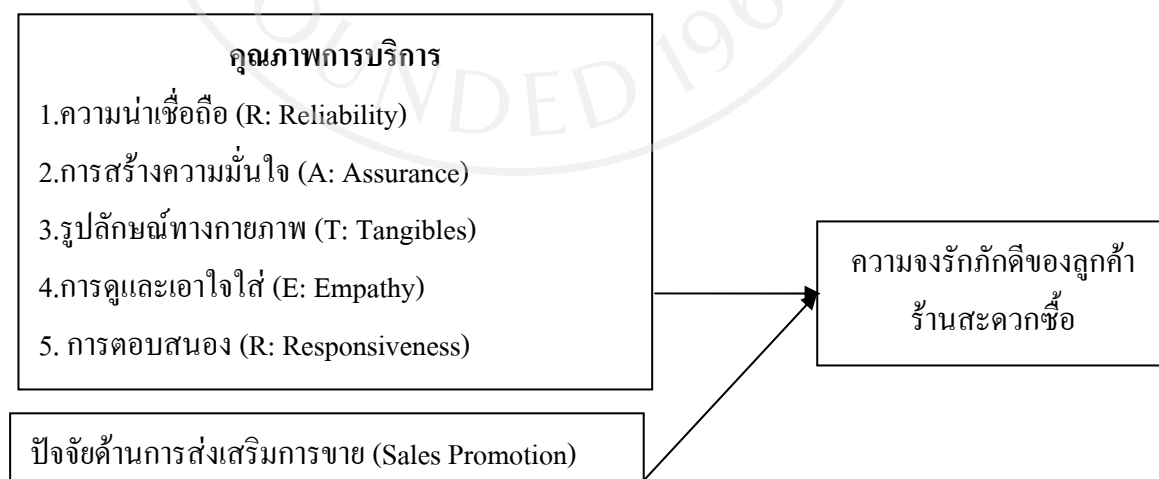 OUNDED 196
คุณภาพการบริการ
1.ความน่าเชื่อถือ (R: Reliability)
2.การสร้างความมั่นใจ (A: Assurance)
3.รูปลักษณ์ทางกายภาพ (T: Tangibles)
4.การดูและเอาใจใส่ (E: Empathy)
5. การตอบสนอง (R: Responsiveness)
ความจงรักภักดีของลูกค้า
ร้านสะดวกซื้อ
ปัจจัยด้านการส่งเสริมการขาย (Sales Promotion)